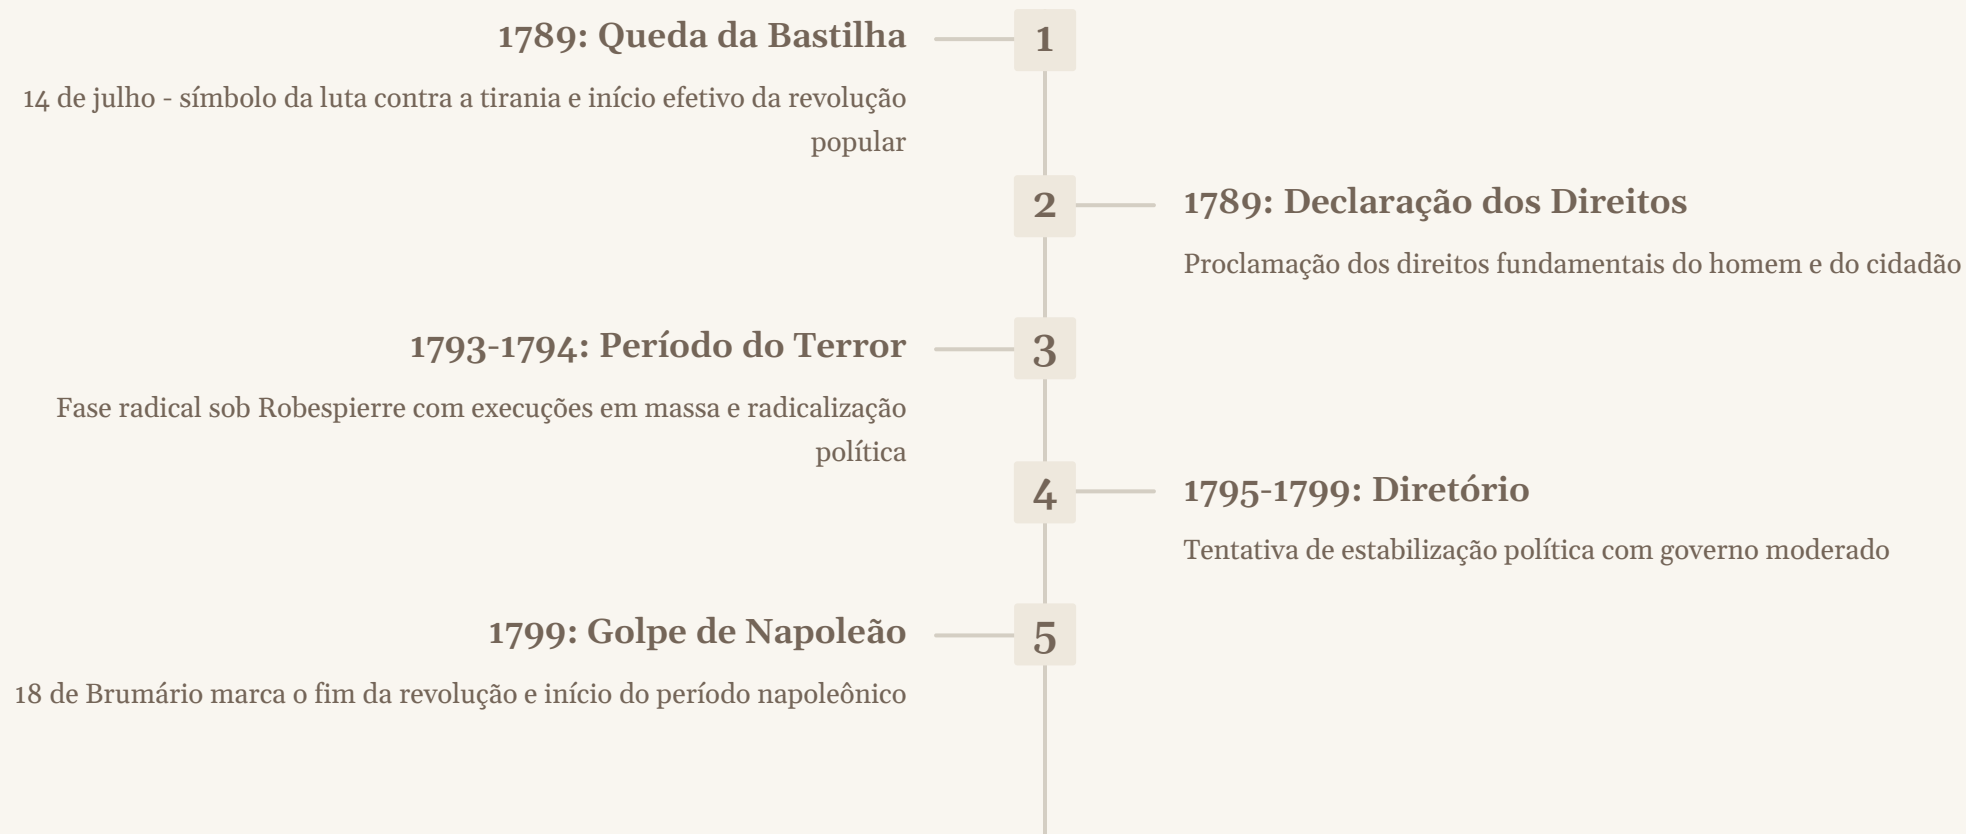 1789: Queda da Bastilha
1
14 de julho - símbolo da luta contra a tirania e início efetivo da revolução
popular
2
1789: Declaração dos Direitos
Proclamação dos direitos fundamentais do homem e do cidadão
1793-1794: Período do Terror
3
Fase radical sob Robespierre com execuções em massa e radicalização
política
4
1795-1799: Diretório
Tentativa de estabilização política com governo moderado
1799: Golpe de Napoleão
5
18 de Brumário marca o fim da revolução e início do período napoleônico